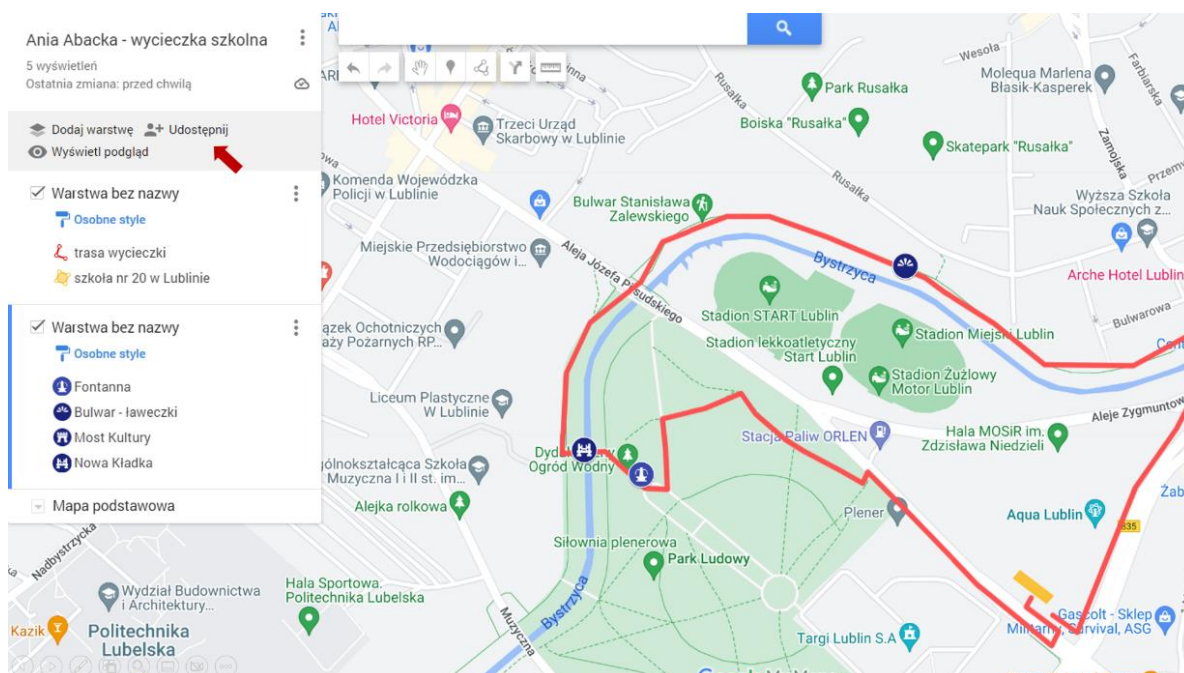 Ania Abacka - wycieczka szkolna
5 wyświetleń
Ostatnia zmiana: przed chwilą
Dodaj warstwę
Udostępnij
Wyświetl podgląd
Warstwa bez nazwy
Osobne style
trasa wycieczki
szkoła nr 20 w Lublinie
Warstwa bez nazwy
Osobne style
Fontanna
Bulwar - ławeczki
Most Kultury
Nowa Kładka
Mapa podstawowa
Wesoła
Farbiarska
Molequa Marlena
Błasik-Kasperek
Rusałka
Park Rusałka
Hotel Victoria
Trzeci Urząd
Skarbowy w Lublinie
Boiska "Rusałka"
Skatepark "Rusałka"
Zamojska
Komenda Wojewódzka
Policji w Lublinie
Rusałka
Wyższa Szkoła
Nauk Społecznych z...
Bulwar Stanisława
Zalewskiego
Miejskie Przedsiębiorstwo
Wodociągów i...
Aleja Józefa Piłsudskiego
Bystrzyca
Arche Hotel Lublin
Stadion START Lublin
Bulwarowa
Stadion lekkoatletyczny
Start Lublin
Stadion Miejski Lublin
Stadion Żużlowy
Motor Lublin
Liceum Plastyczne
W Lublinie
Stacja Paliw ORLEN
Hala MOSiR im.
Zdzisława Niedzieli
Ogród Wodny
Szkoła
Muzyczna I i II st. im...
Alejka rolkowa
Plener
Aqua Lublin
835
Siłownia plenerowa
Park Ludowy
Nadbystrzycka
Wydział Budownictwa
i Architektury...
Hala Sportowa.
Politechnika Lubelska
Kazik
Politechnika
Lubelska
Muzyczna
Bystrzyca
Targi Lublin S.A
Gascolt - Sklep
Survival, ASG